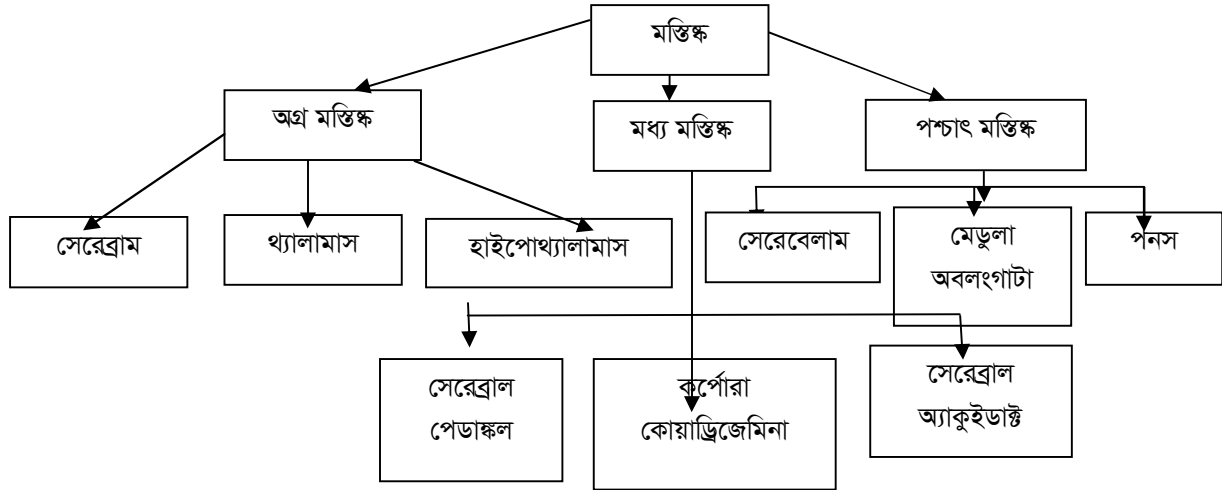 মস্তিষ্ক
অগ্র মস্তিষ্ক
মধ্য মস্তিষ্ক
পশ্চাৎ মস্তিষ্ক
সেরেব্রাম
থ্যালামাস
হাইপোথ্যালামাস
সেরেবেলাম
মেডুলা
অবলংগাটা
পনস
সেরেব্রাল
পেডাঙ্কল
কর্পোরা
কোয়াড্রিজেমিনা
সেরেব্রাল
অ্যাকুইডাক্ট